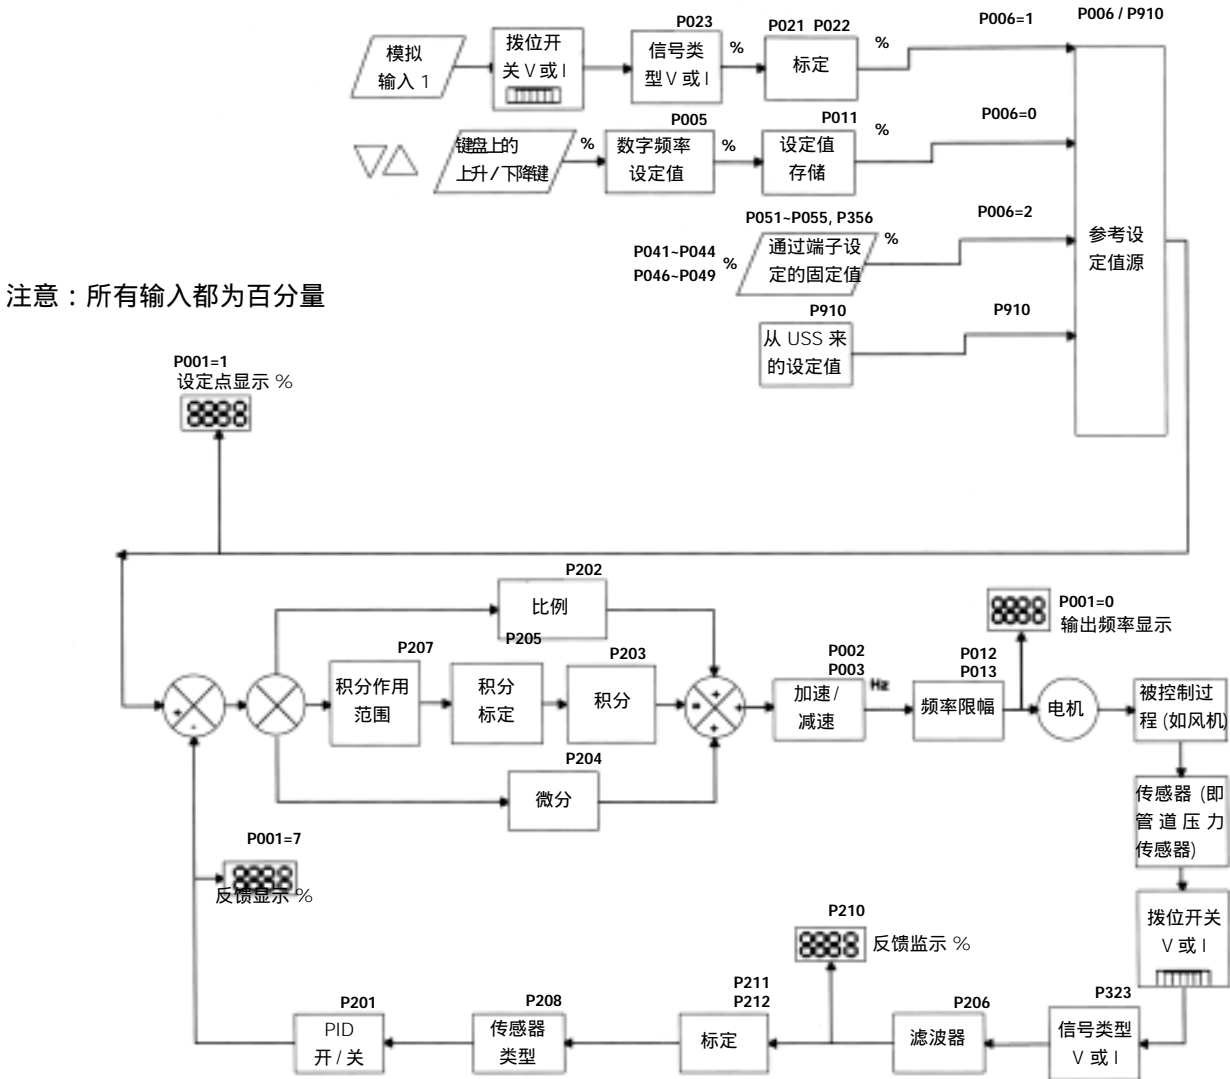 P023
P021 P022
P006=1
P006 / P910
模拟
输入 1
拨位开
关 V 或 I
信号类
型 V 或 I
%
标定
%
P005
P011
P006=0
键盘上的
上升 / 下降键
%
数字频率
设定值
%
设定值
存储
%
P051~P055, P356
P006=2
P041~P044
P046~P049
%
通过端子设
定的固定值
%
参考设
定值源
注意：所有输入都为百分量
P910
P910
从 USS 来
的设定值
P001=1
设定点显示 %
8888
P202
比例
8888
P001=0
输出频率显示
P207
P205
P203
P002
P003
Hz
P012
P013
+
-
积分作用
范围
积分
标定
积分
+
=
+
+
加速/
减速
频率限幅
电机
被控制过
程 (如风机)
P204
微分
传感器 (即
管道压力
传感器)
P001=7
8888
反馈显示 %
P210
8888
反馈监示 %
拨位开关
V 或 I
P201
P208
P211
P212
P206
P323
PID
开 / 关
传感器
类型
标定
滤波器
信号类型
V 或 I